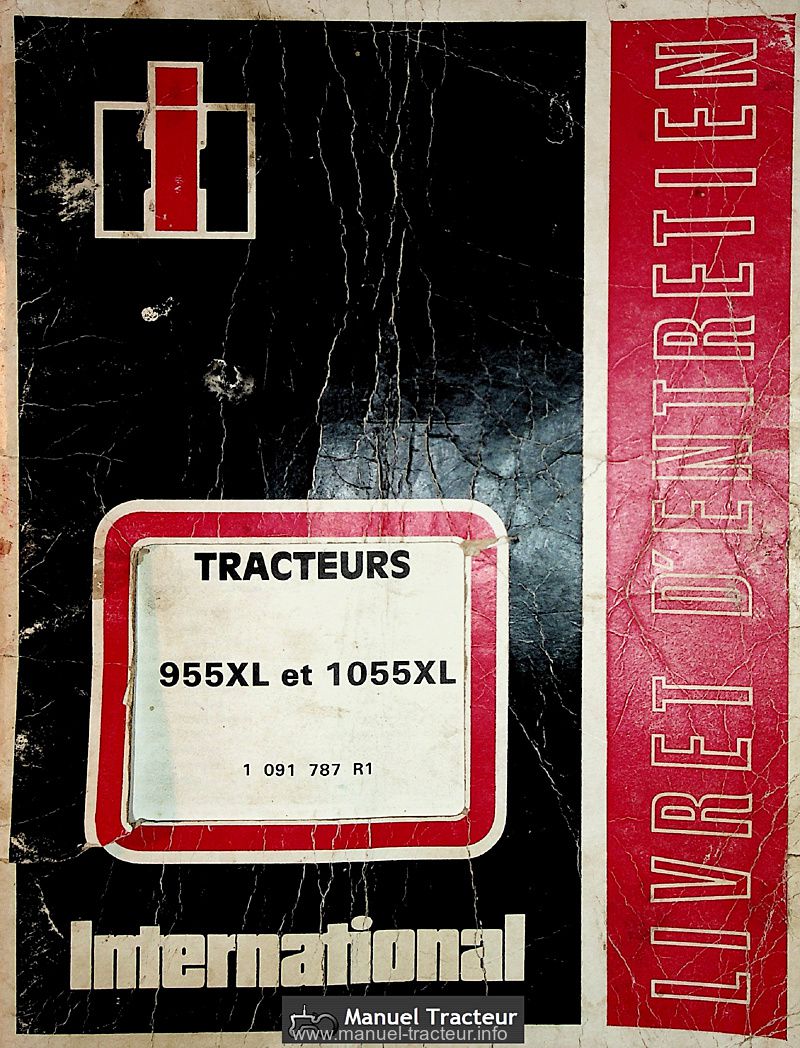 TRACTEURS
955XL et 1055XL
1 091 787 R1
International
LIVRET D'ENTRETIEN
Manuel Tracteur
www.manuel-tracteur.info